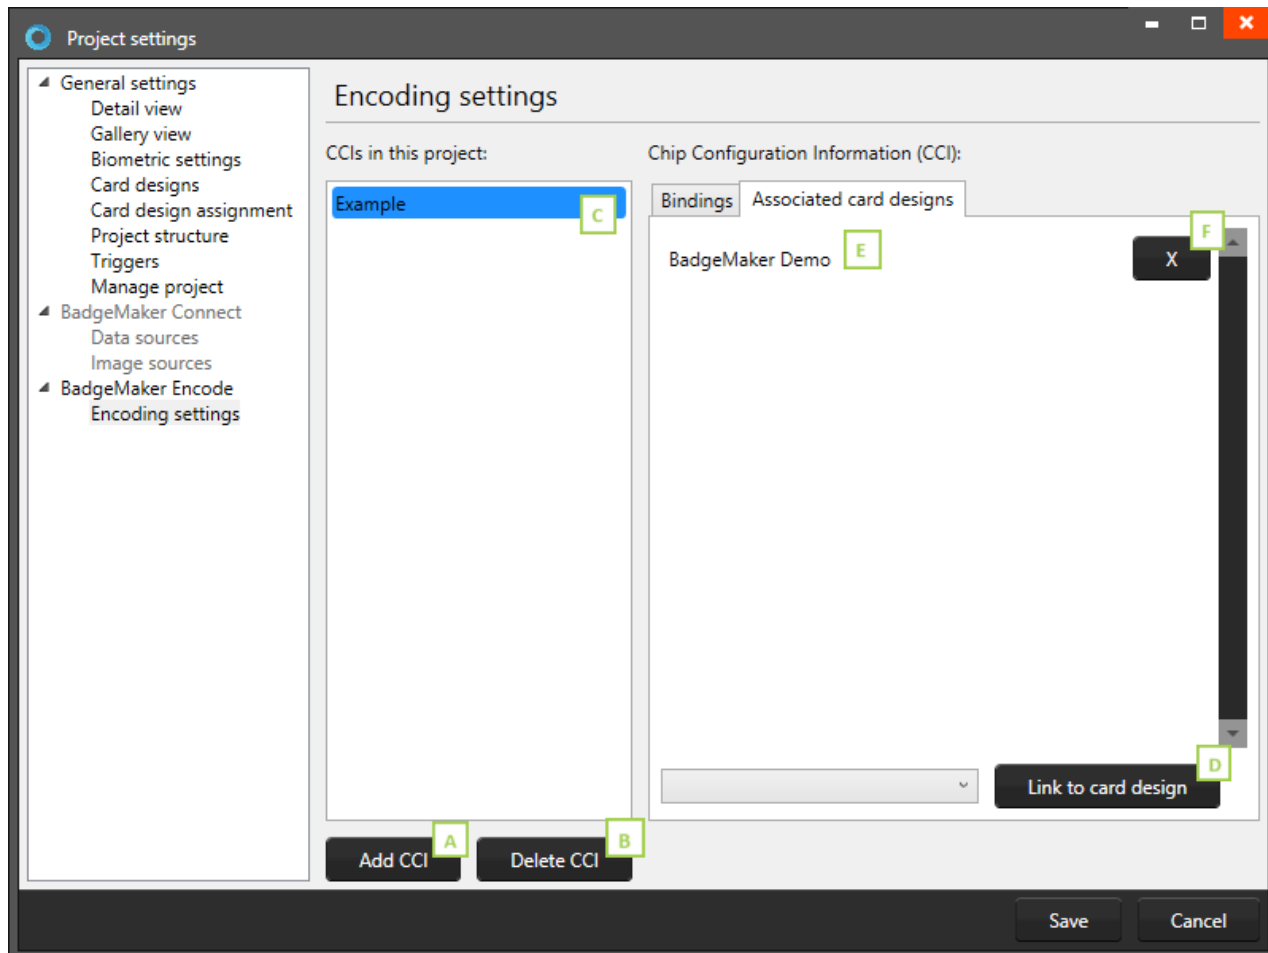 Project settings
General settings
Detail view
Gallery view
Biometric settings
Card designs
Card design assignment
Project structure
Triggers
Manage project
BadgeMaker Connect
Data sources
Image sources
BadgeMaker Encode
Encoding settings
Encoding settings
CCIs in this project:
Example
C
Add CCI
A
Delete CCI
B
Chip Configuration Information (CCI):
Bindings
Associated card designs
BadgeMaker Demo
E
X
F
Link to card design
D
Save
Cancel